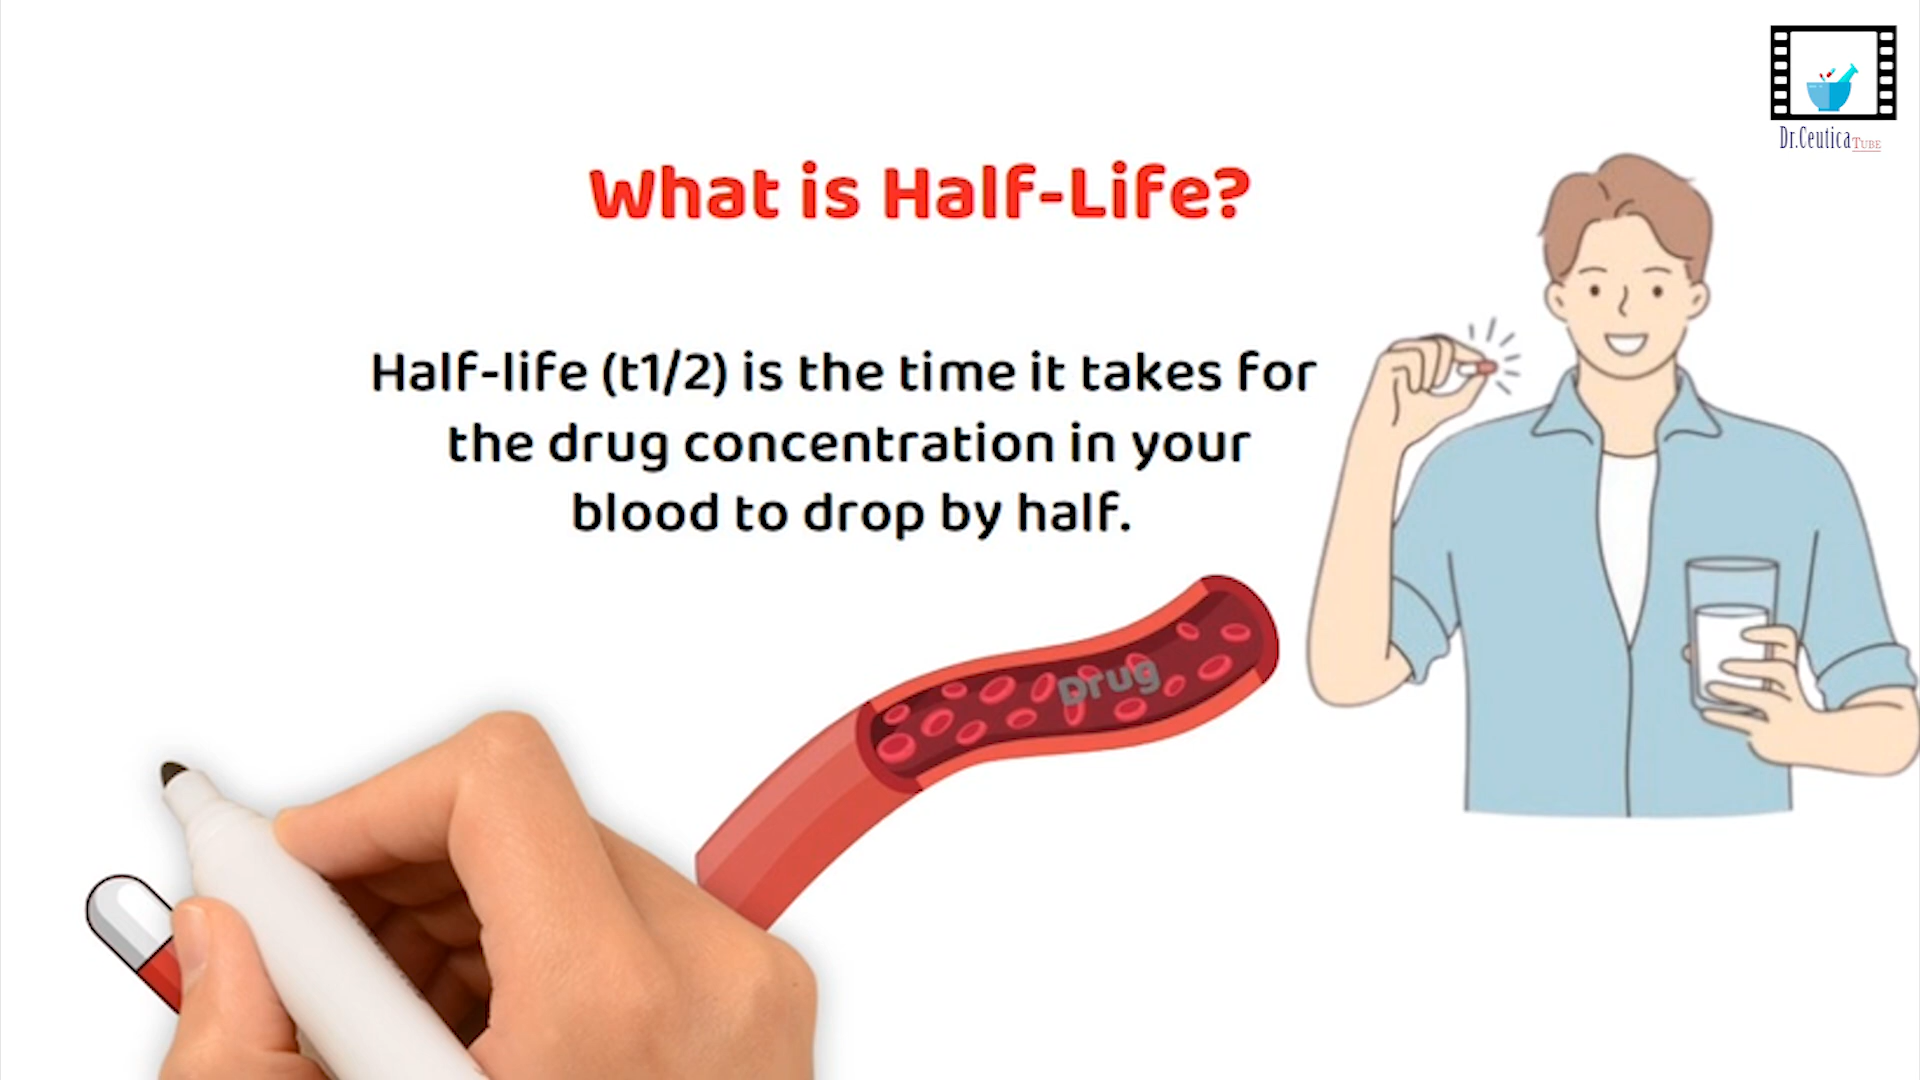 Dr.Ceutica TUBE
What is Half-Life?
Half-life (t1/2) is the time it takes for
the drug concentration in your
blood to drop by half.
Drug